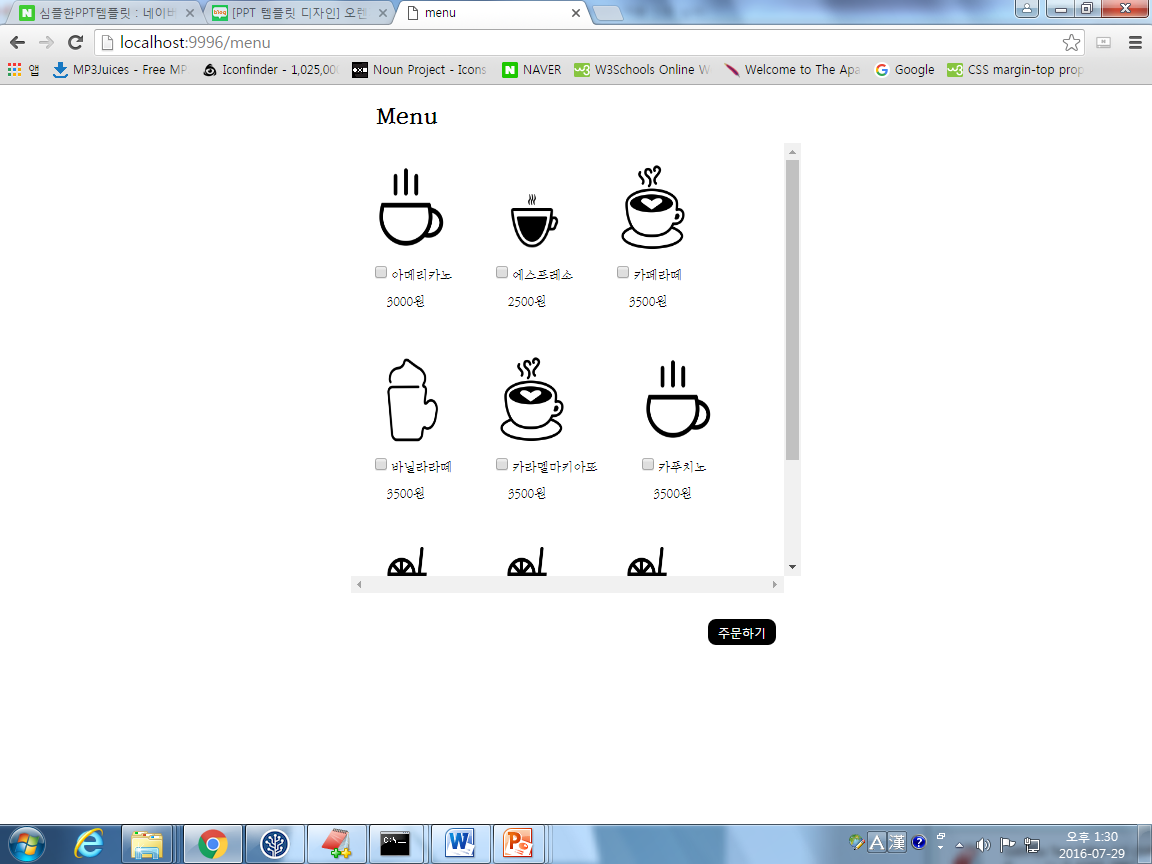 심플한PPT템플릿 : 네이버
[PPT 템플릿 디자인] 오렌
menu
localhost:9996/menu
앱
MP3Juices - Free MP
Iconfinder - 1,025,000
Noun Project - Icons
NAVER
W3Schools Online W
Welcome to The Apa
Google
CSS margin-top prop
Menu
아메리카노
에스프레소
카페라떼
3000원
2500원
3500원
바닐라라떼
카라멜마키아또
카푸치노
3500원
3500원
3500원
주문하기
A 漢
오후 1:30
2016-07-29